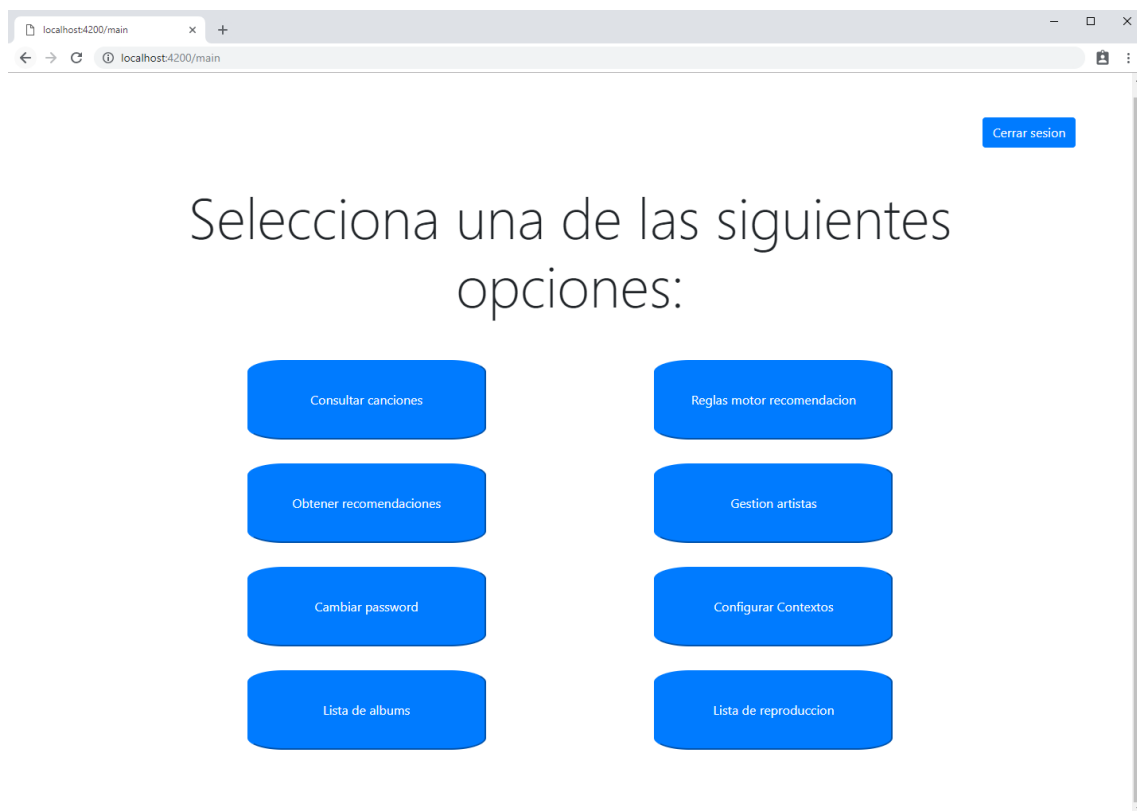 localhost:4200/main
localhost:4200/main
Cerrar sesion
Selecciona una de las siguientes
opciones:
Consultar canciones
Reglas motor recomendacion
Obtener recomendaciones
Gestion artistas
Cambiar password
Configurar Contextos
Lista de albums
Lista de reproduccion